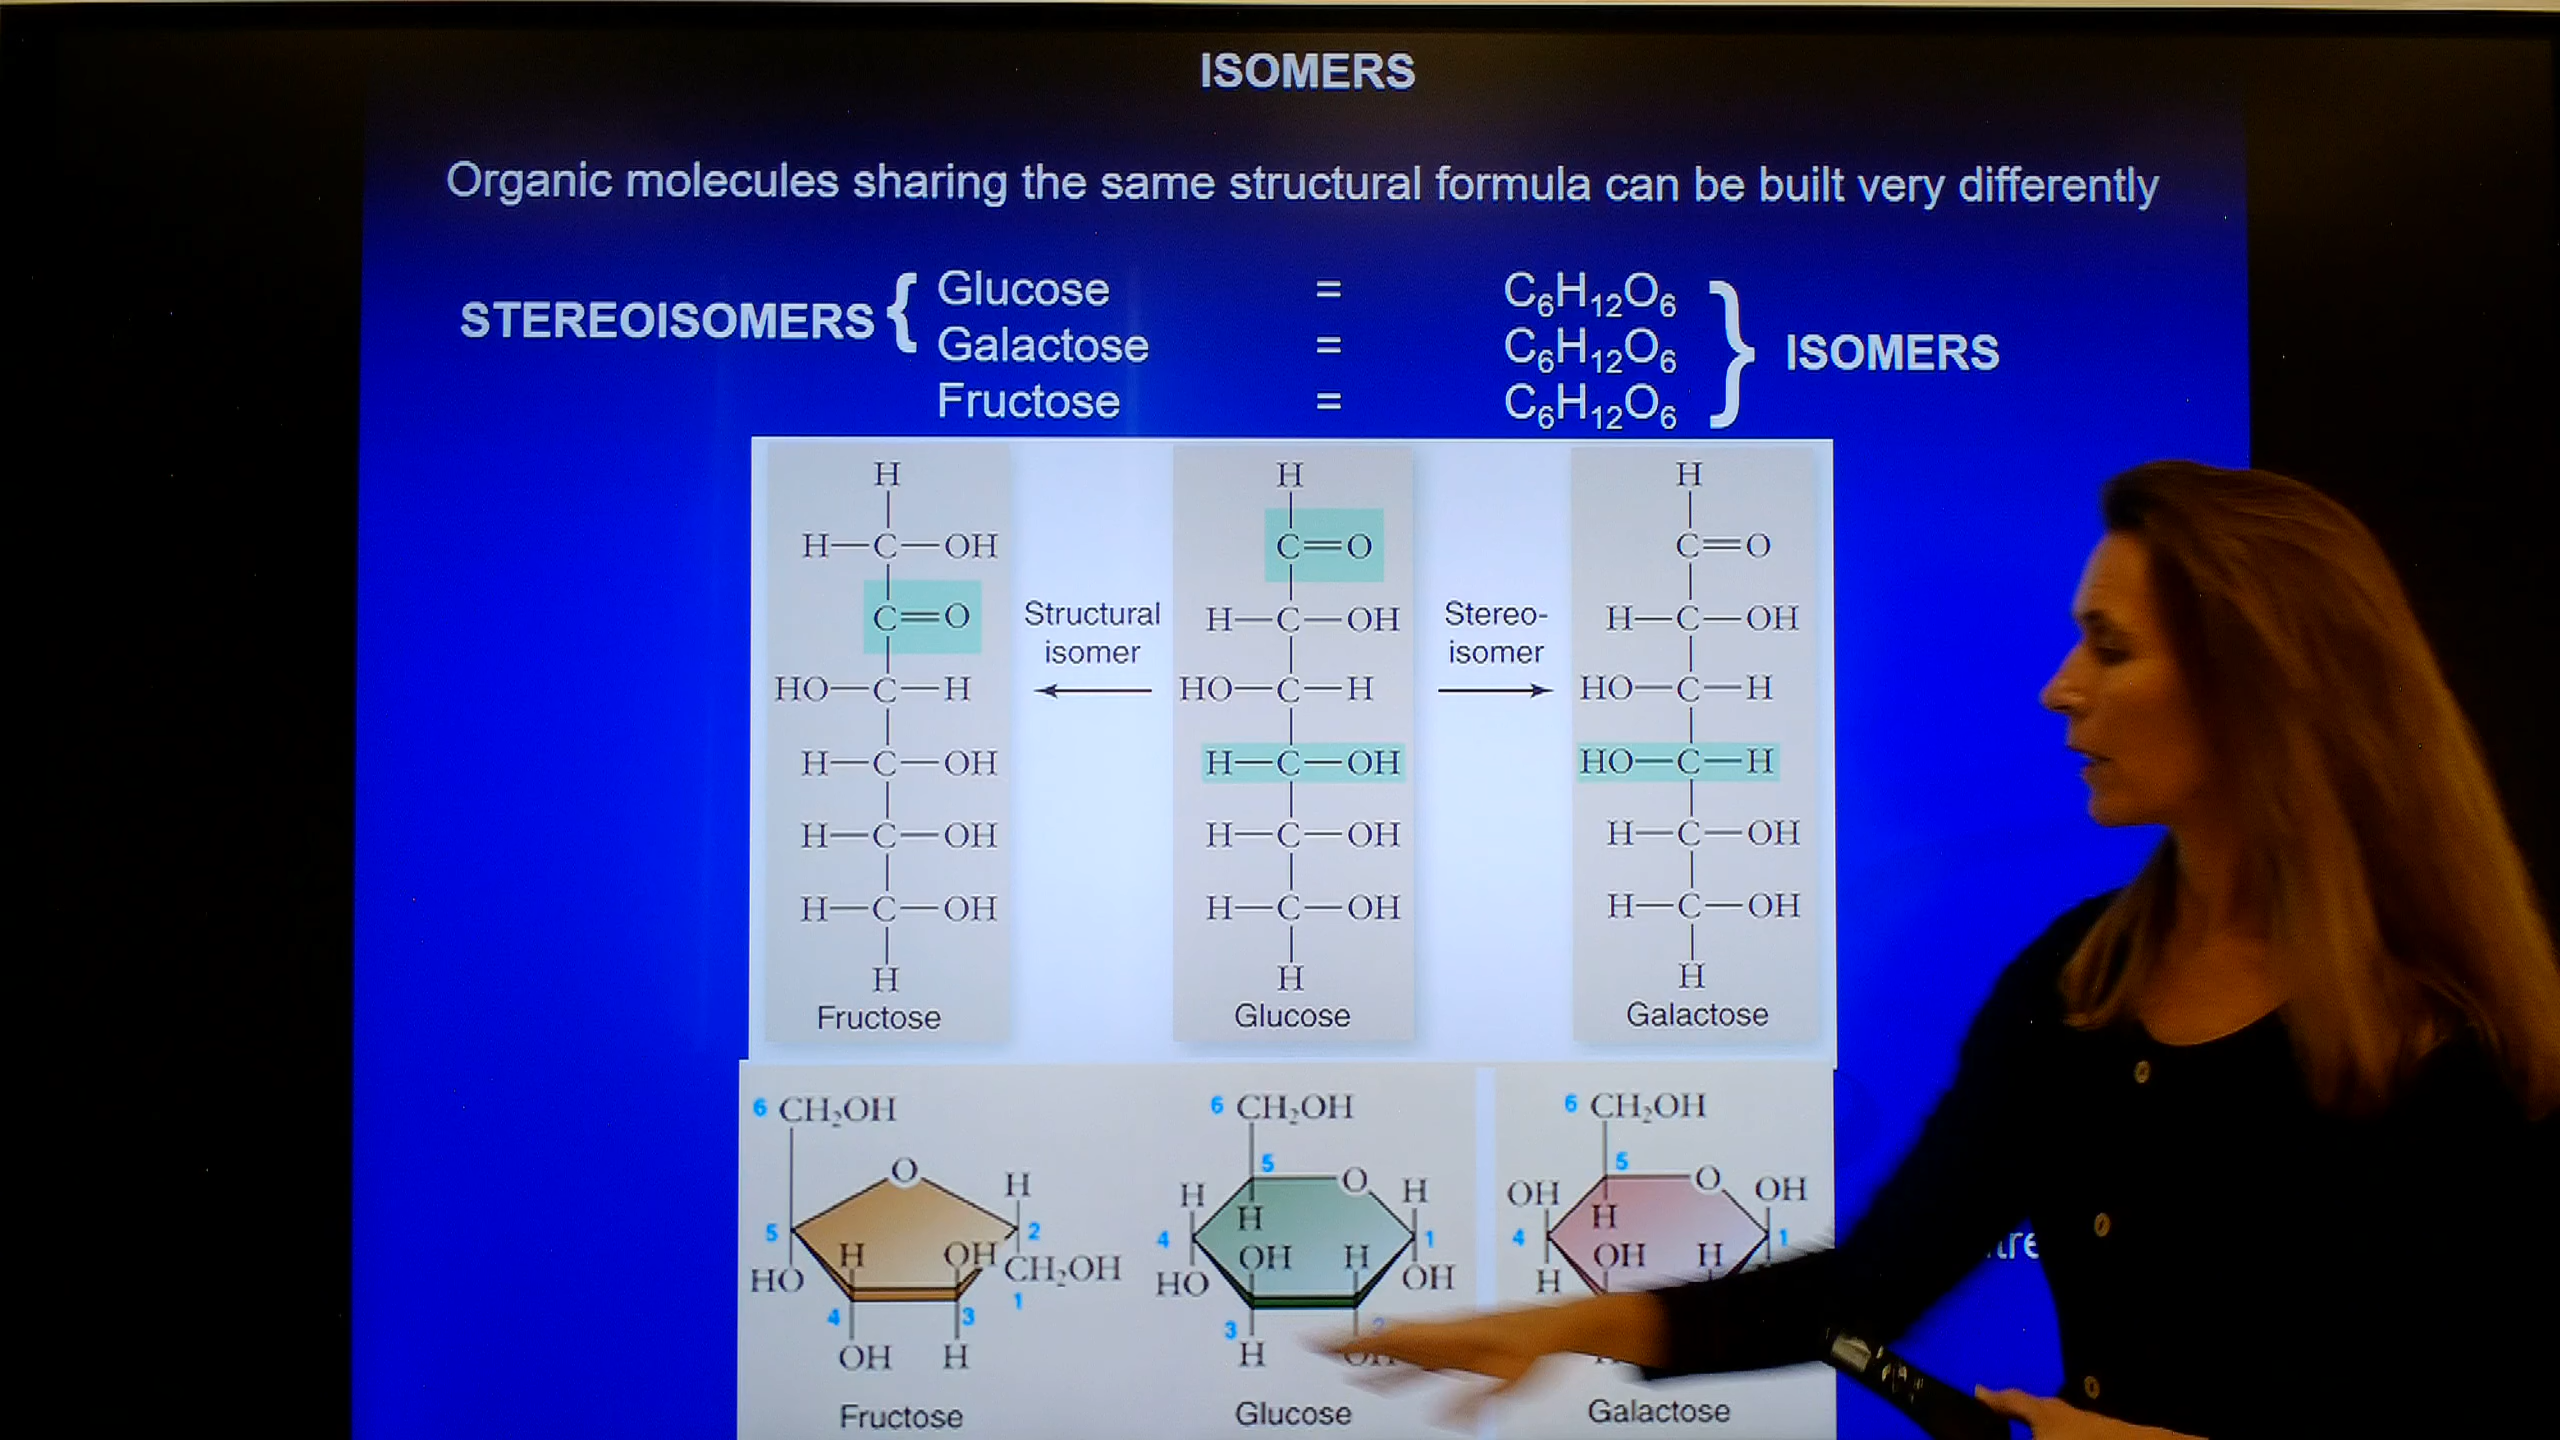 ISOMERS
Organic molecules sharing the same structural formula can be built very differently
STEREOISOMERS { Glucose = C₆H₁₂O₆ } ISOMERS
Galactose = C₆H₁₂O₆
Fructose = C₆H₁₂O₆
H H H
H—C—OH C=O C=O
C=O Structural isomer H—C—OH Stereo-isomer H—C—OH
HO—C—H HO—C—H HO—C—H
H—C—OH H—C—OH HO—C—H
H—C—OH H—C—OH H—C—OH
H—C—OH H—C—OH H—C—OH
H H H
Fructose Glucose Galactose
6 CH₂OH 6 CH₂OH 6 CH₂OH
5 5
O H H O H OH O OH
5 2 H H
4 4 1
H OH CH₂OH OH H 1 OH H
HO 1 HO OH H
4 3 3 2
OH H H OH
Fructose Glucose Galactose